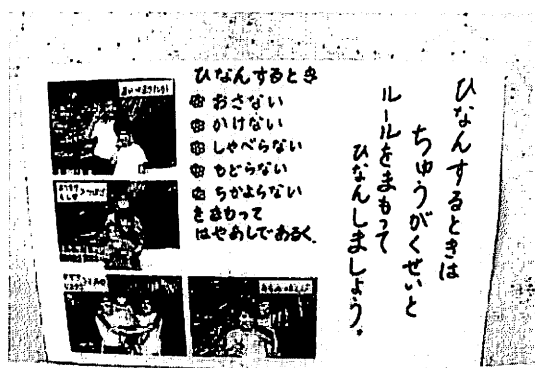 ひなんするときは
ちゅうがくせいと
ルールをまもって
ひなんしましょう。
ひなんするとき
おさない
かけない
しゃべらない
もどらない
ちかよらない
をまもって
はやあしであるく。